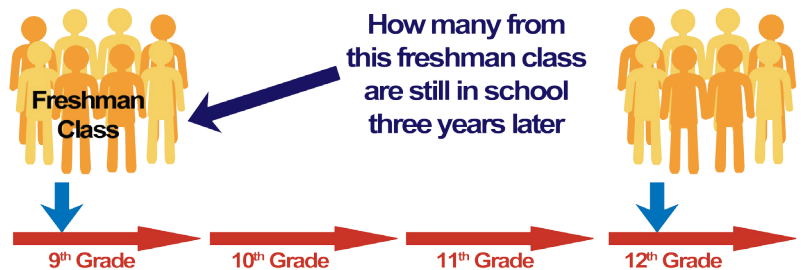 How many from
this freshman class
are still in school
three years later
Freshman
Class
9th Grade
10th Grade
11th Grade
12th Grade